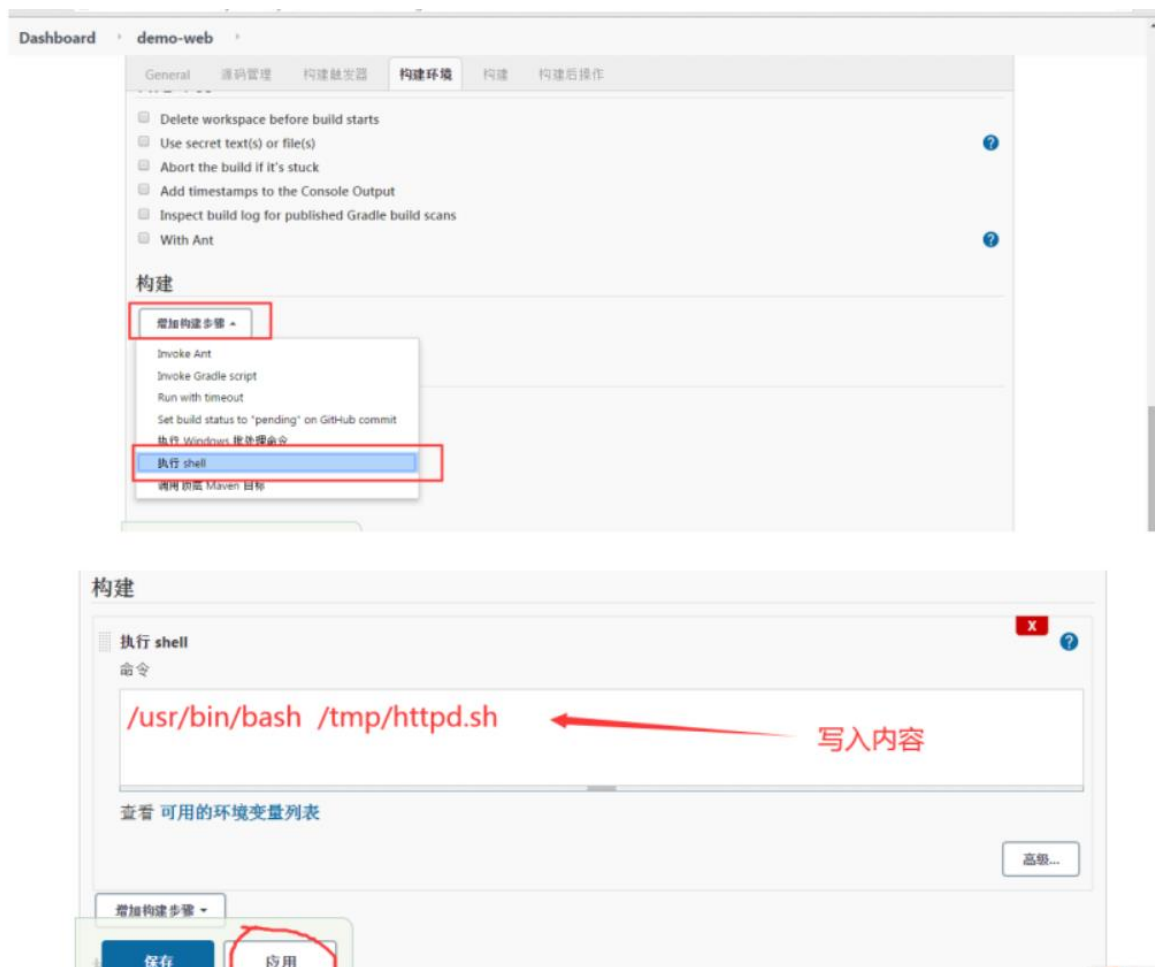 Dashboard demo-web
General 源码管理 构建触发器 构建环境 构建 构建后操作
Delete workspace before build starts
Use secret text(s) or file(s)
Abort the build if it's stuck
Add timestamps to the Console Output
Inspect build log for published Gradle build scans
With Ant
构建
增加构建步骤
Invoke Ant
Invoke Gradle script
Run with timeout
Set build status to "pending" on GitHub commit
执行 Windows 批处理命令
执行 shell
调用顶层 Maven 目标
构建
X
执行 shell
命令
/usr/bin/bash /tmp/httpd.sh
写入内容
查看 可用的环境变量列表
高级...
增加构建步骤
保存 应用